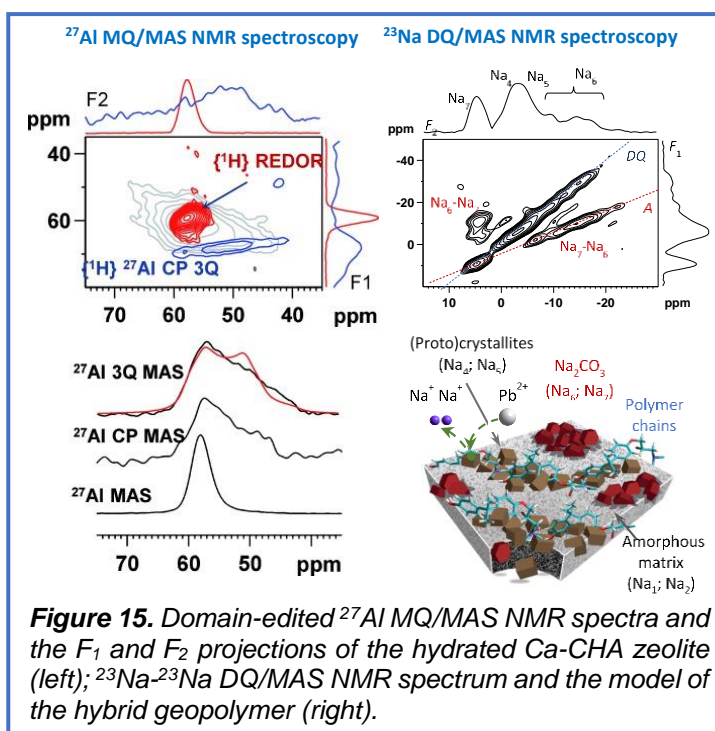 ²⁷Al MQ/MAS NMR spectroscopy
²³Na DQ/MAS NMR spectroscopy
F2
ppm
40
60
{¹H} REDOR
{¹H} ²⁷Al CP 3Q
F1
70 60 50 40 ppm
²⁷Al 3Q MAS
²⁷Al CP MAS
²⁷Al MAS
70 60 50 40 ppm
Na₇
Na₄
Na₅
Na₆
ppm
F₁
-40
-20
0
DQ
A
Na₇-Na₆
10 0 -10 -20 ppm
(Proto)crystallites
(Na₄; Na₅)
Na₂CO₃
(Na₆; Na₇)
Na⁺ Na⁺
Pb²⁺
Polymer
chains
Amorphous
matrix
(Na₁; Na₂)
Figure 15. Domain-edited ²⁷Al MQ/MAS NMR spectra and
the F₁ and F₂ projections of the hydrated Ca-CHA zeolite
(left); ²³Na-²³Na DQ/MAS NMR spectrum and the model of
the hybrid geopolymer (right).